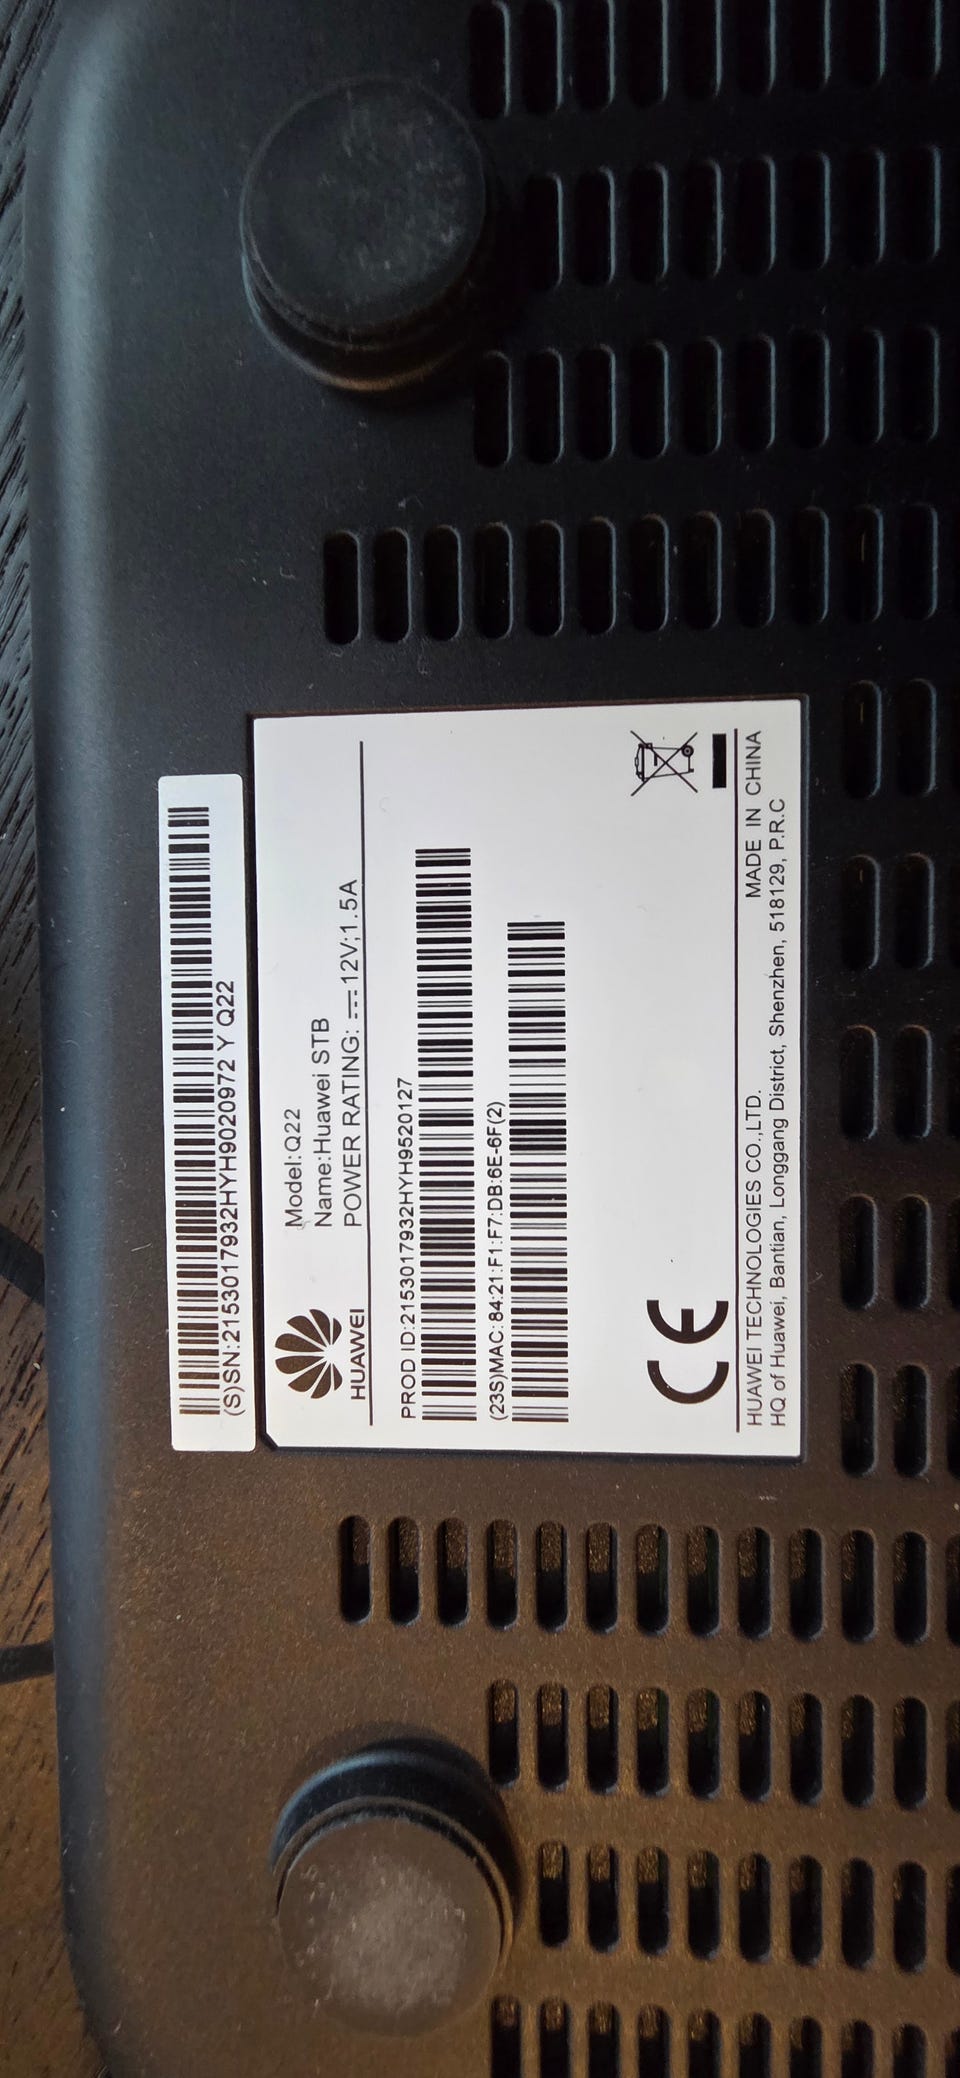 (S)SN:2153017932HYH9020972 Y Q22
HUAWEI
Model:Q22
Name:Huawei STB
POWER RATING: ⎓12V;1.5A
PROD ID:2153017932HYH9520127
(23S)MAC: 84:21:F1:F7:DB:6E-6F(2)
CE
HUAWEI TECHNOLOGIES CO.,LTD. MADE IN CHINA
HQ of Huawei, Bantian, Longgang District, Shenzhen, 518129, P.R.C